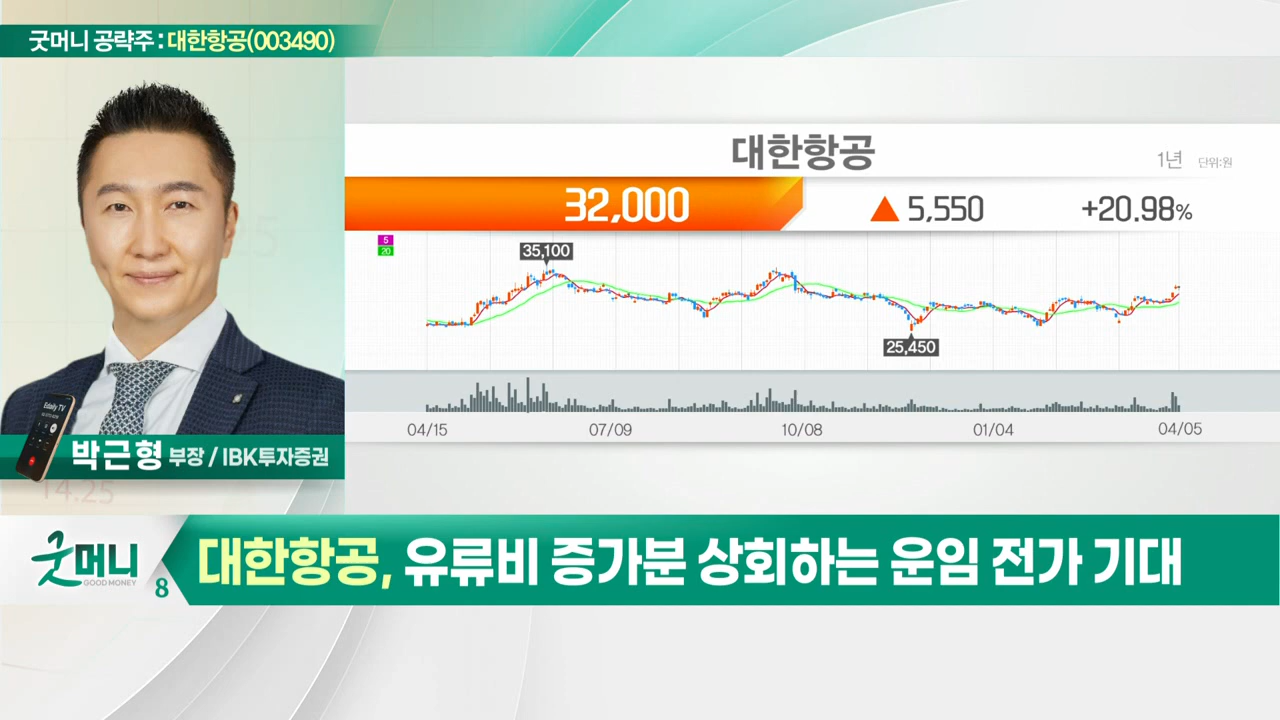 굿머니 공략주 : 대한항공(003490)
대한항공
1년 단위:원
32,000 ▲ 5,550 +20.98%
5
20
35,100
25,450
04/15 07/09 10/08 01/04 04/05
Edaily TV
박근형 부장 / IBK투자증권
14.25
굿머니
GOOD MONEY
8
대한항공, 유류비 증가분 상회하는 운임 전가 기대